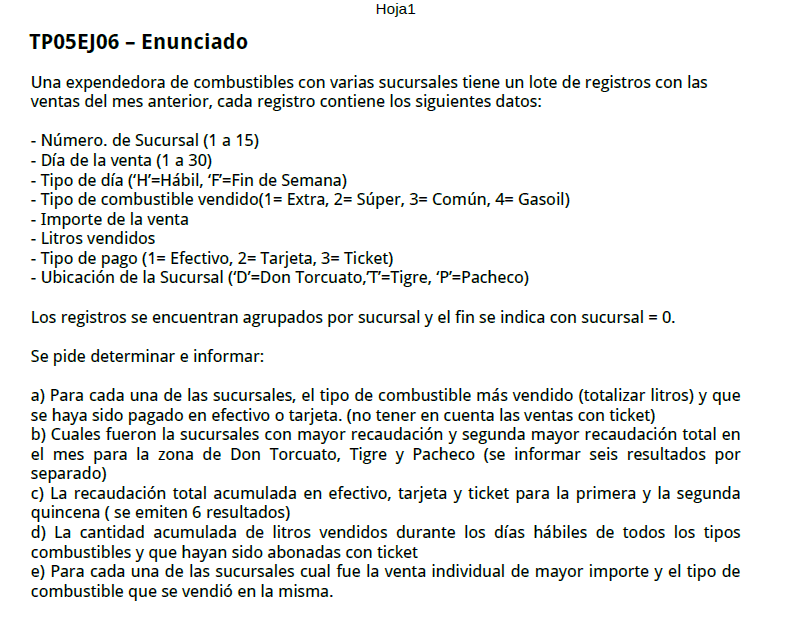 Hoja1
TP05EJ06 – Enunciado
Una expendedora de combustibles con varias sucursales tiene un lote de registros con las
ventas del mes anterior, cada registro contiene los siguientes datos:
- Número. de Sucursal (1 a 15)
- Día de la venta (1 a 30)
- Tipo de día (‘H’=Hábil, ‘F’=Fin de Semana)
- Tipo de combustible vendido(1= Extra, 2= Súper, 3= Común, 4= Gasoil)
- Importe de la venta
- Litros vendidos
- Tipo de pago (1= Efectivo, 2= Tarjeta, 3= Ticket)
- Ubicación de la Sucursal (‘D’=Don Torcuato,’T’=Tigre, ‘P’=Pacheco)
Los registros se encuentran agrupados por sucursal y el fin se indica con sucursal = 0.
Se pide determinar e informar:
a) Para cada una de las sucursales, el tipo de combustible más vendido (totalizar litros) y que
se haya sido pagado en efectivo o tarjeta. (no tener en cuenta las ventas con ticket)
b) Cuales fueron la sucursales con mayor recaudación y segunda mayor recaudación total en
el mes para la zona de Don Torcuato, Tigre y Pacheco (se informar seis resultados por
separado)
c) La recaudación total acumulada en efectivo, tarjeta y ticket para la primera y la segunda
quincena ( se emiten 6 resultados)
d) La cantidad acumulada de litros vendidos durante los días hábiles de todos los tipos
combustibles y que hayan sido abonadas con ticket
e) Para cada una de las sucursales cual fue la venta individual de mayor importe y el tipo de
combustible que se vendió en la misma.